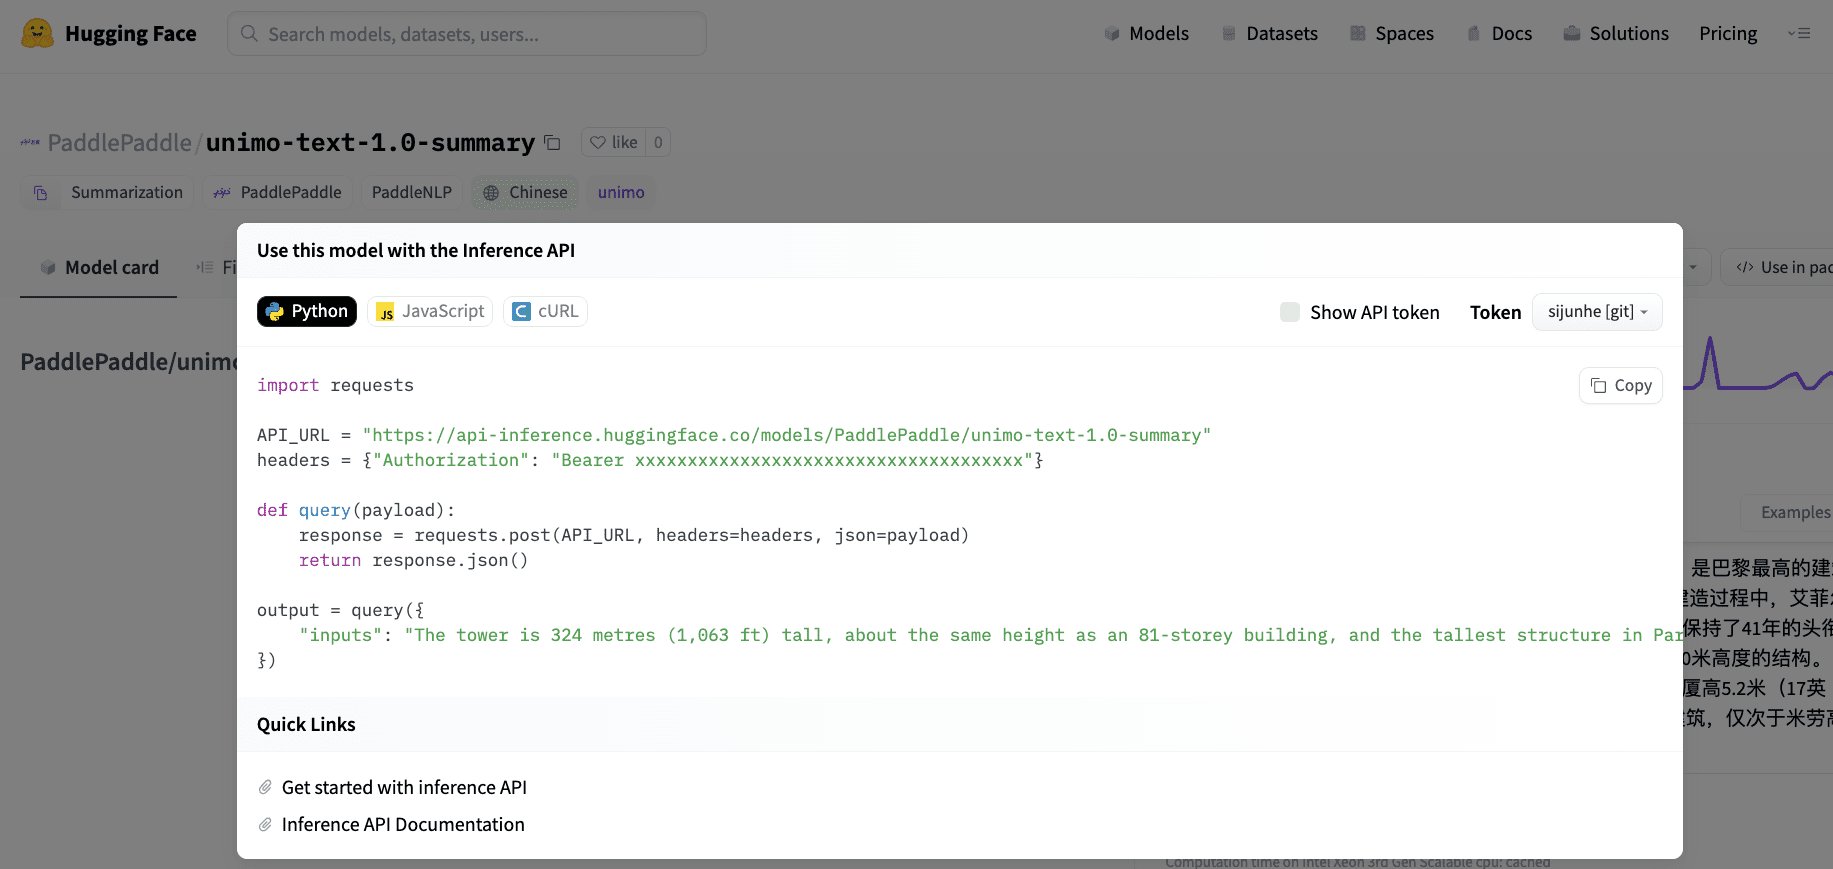 Hugging Face
Search models, datasets, users...
Models
Datasets
Spaces
Docs
Solutions
Pricing
PaddlePaddle/unimo-text-1.0-summary
like 0
Summarization
PaddlePaddle
PaddleNLP
Chinese
unimo
Model card
Fi
</> Use in pad
PaddlePaddle/unimo
Use this model with the Inference API
Python
JavaScript
cURL
Show API token
Token
sijunhe [git]
Copy
import requests
API_URL = "https://api-inference.huggingface.co/models/PaddlePaddle/unimo-text-1.0-summary"
headers = {"Authorization": "Bearer xxxxxxxxxxxxxxxxxxxxxxxxxxxxxxxxxxxxx"}
def query(payload):
    response = requests.post(API_URL, headers=headers, json=payload)
    return response.json()
output = query({
    "inputs": "The tower is 324 metres (1,063 ft) tall, about the same height as an 81-storey building, and the tallest structure in Par
})
Quick Links
Get started with inference API
Inference API Documentation
Examples
是巴黎最高的建
造过程中，艾菲
保持了41年的头衔
0米高度的结构。
厦高5.2米（17英
筑，仅次于米劳高
Computation time on Intel Xeon 3rd Gen Scalable cpu: cached